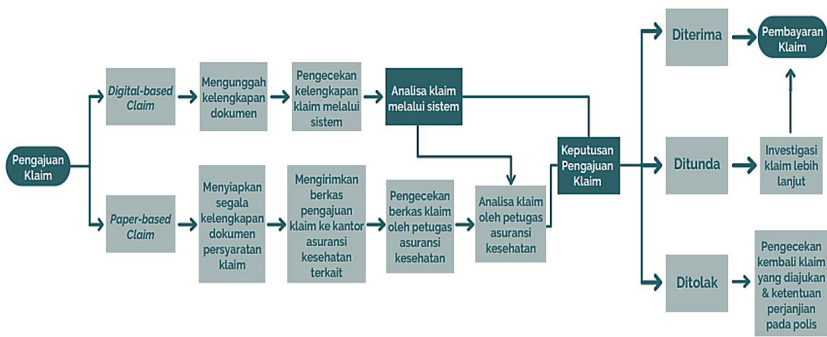 Pengajuan
Klaim
Digital-based
Claim
Mengunggah
kelengkapan
dokumen
Pengecekan
kelengkapan
klaim melalui
sistem
Analisa klaim
melalui sistem
Paper-based
Claim
Menyiapkan
segala
kelengkapan
dokumen
persyaratan
klaim
Mengirimkan
berkas
pengajuan
klaim ke kantor
asuransi
kesehatan
terkait
Pengecekan
berkas klaim
oleh petugas
asuransi
kesehatan
Analisa klaim
oleh petugas
asuransi
kesehatan
Keputusan
Pengajuan
Klaim
Diterima
Pembayaran
Klaim
Ditunda
Investigasi
klaim lebih
lanjut
Ditolak
Pengecekan
kembali klaim
yang diajukan
& ketentuan
perjanjian
pada polis